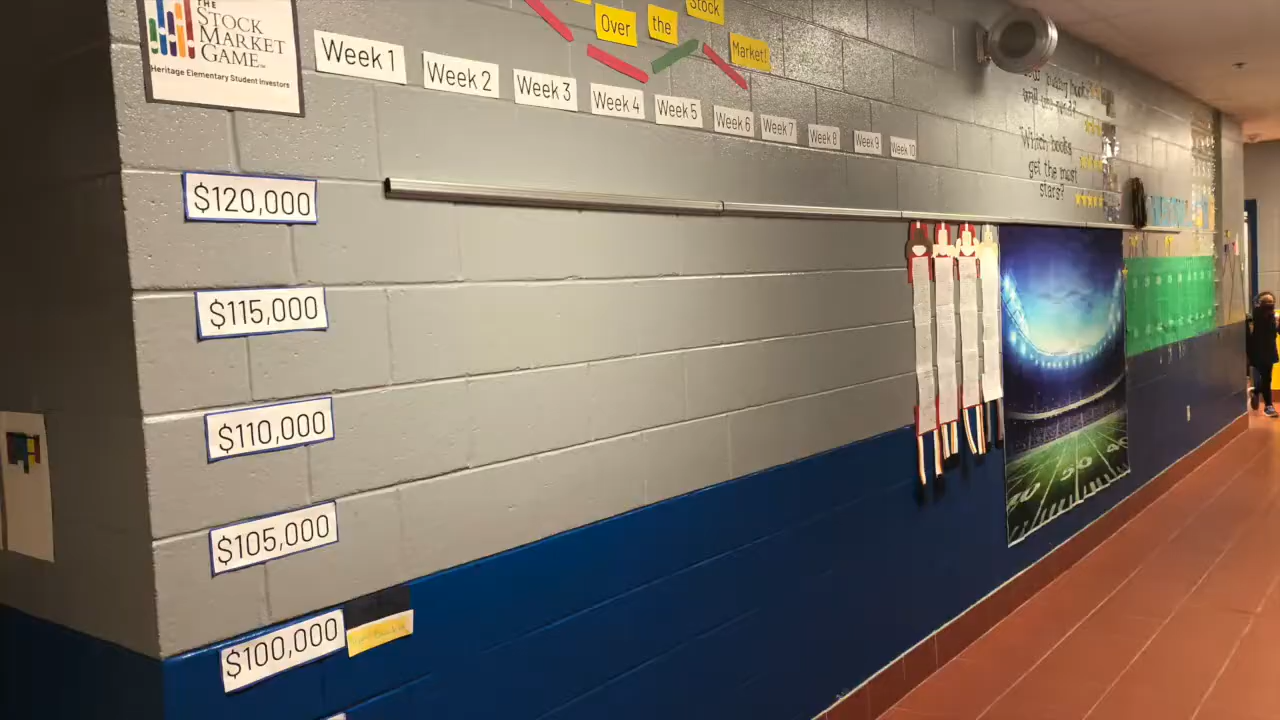 THE
STOCK
MARKET
GAME
Heritage Elementary Student Investors
Over
the
Stock
Market!
Week 1
Week 2
Week 3
Week 4
Week 5
Week 6
Week 7
Week 8
Week 9
Week 10
$120,000
$115,000
$110,000
$105,000
$100,000
Which books
get the most
stars?